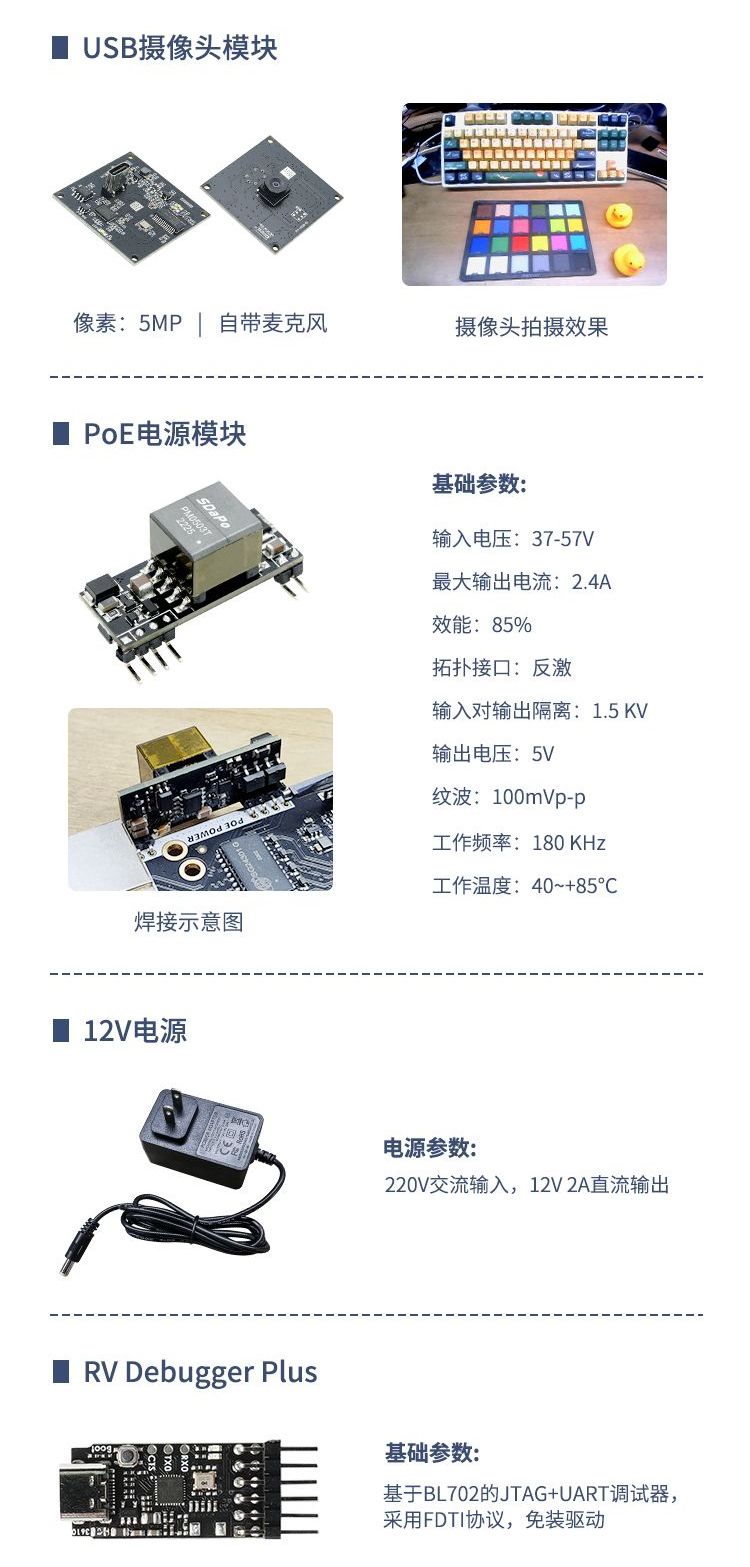 USB摄像头模块
像素：5MP | 自带麦克风
摄像头拍摄效果
PoE电源模块
SDaPo
PM0503T
2225
基础参数:
输入电压：37-57V
最大输出电流：2.4A
效能：85%
拓扑接口：反激
输入对输出隔离：1.5 KV
输出电压：5V
纹波：100mVp-p
工作频率：180 KHz
工作温度：40~+85℃
POE POWER
焊接示意图
12V电源
电源参数:
220V交流输入，12V 2A直流输出
RV Debugger Plus
Boot
CTS
TX0
RX0
基础参数:
基于BL702的JTAG+UART调试器，
采用FDTI协议，免装驱动